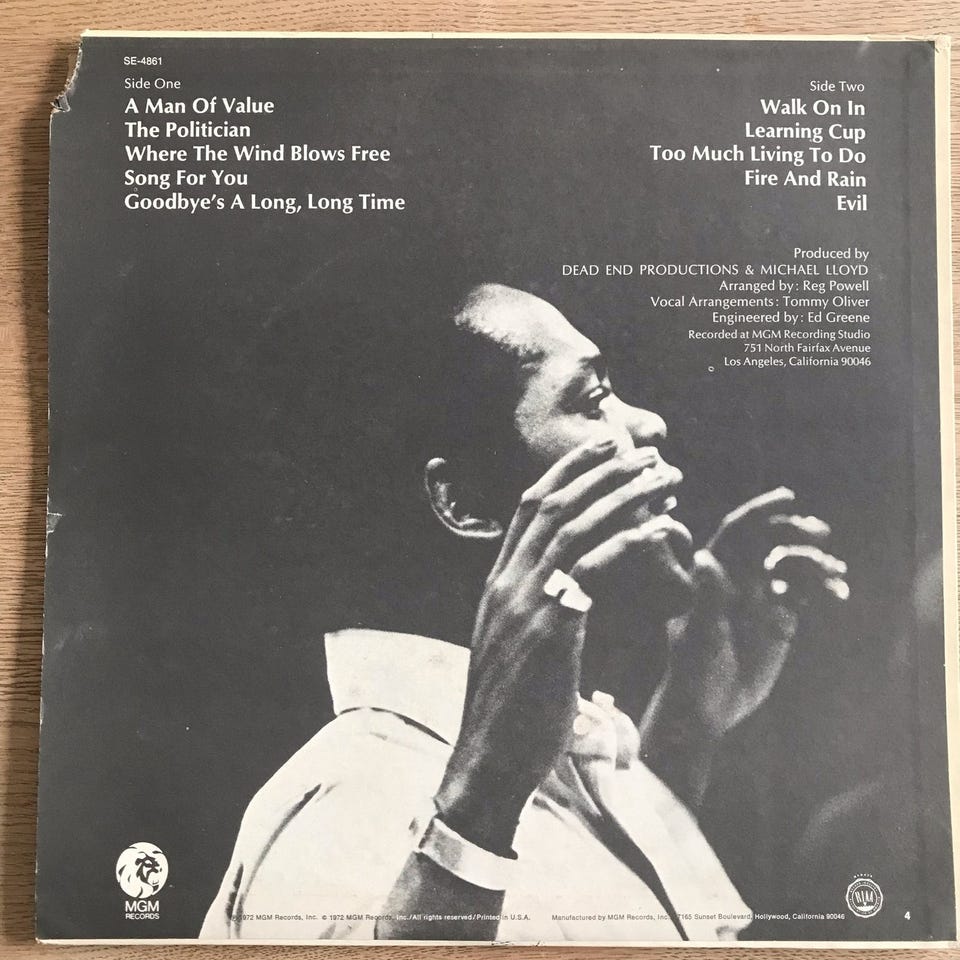 SE-4861
Side One
A Man Of Value
The Politician
Where The Wind Blows Free
Song For You
Goodbye's A Long, Long Time
Side Two
Walk On In
Learning Cup
Too Much Living To Do
Fire And Rain
Evil
Produced by
DEAD END PRODUCTIONS & MICHAEL LLOYD
Arranged by: Reg Powell
Vocal Arrangements: Tommy Oliver
Engineered by: Ed Greene
Recorded at MGM Recording Studio
751 North Fairfax Avenue
Los Angeles, California 90046
MGM
RECORDS
℗ 1972 MGM Records, Inc. © 1972 MGM Records, Inc./All rights reserved/Printed in U.S.A. Manufactured by MGM Records, Inc., 7165 Sunset Boulevard, Hollywood, California 90046
4